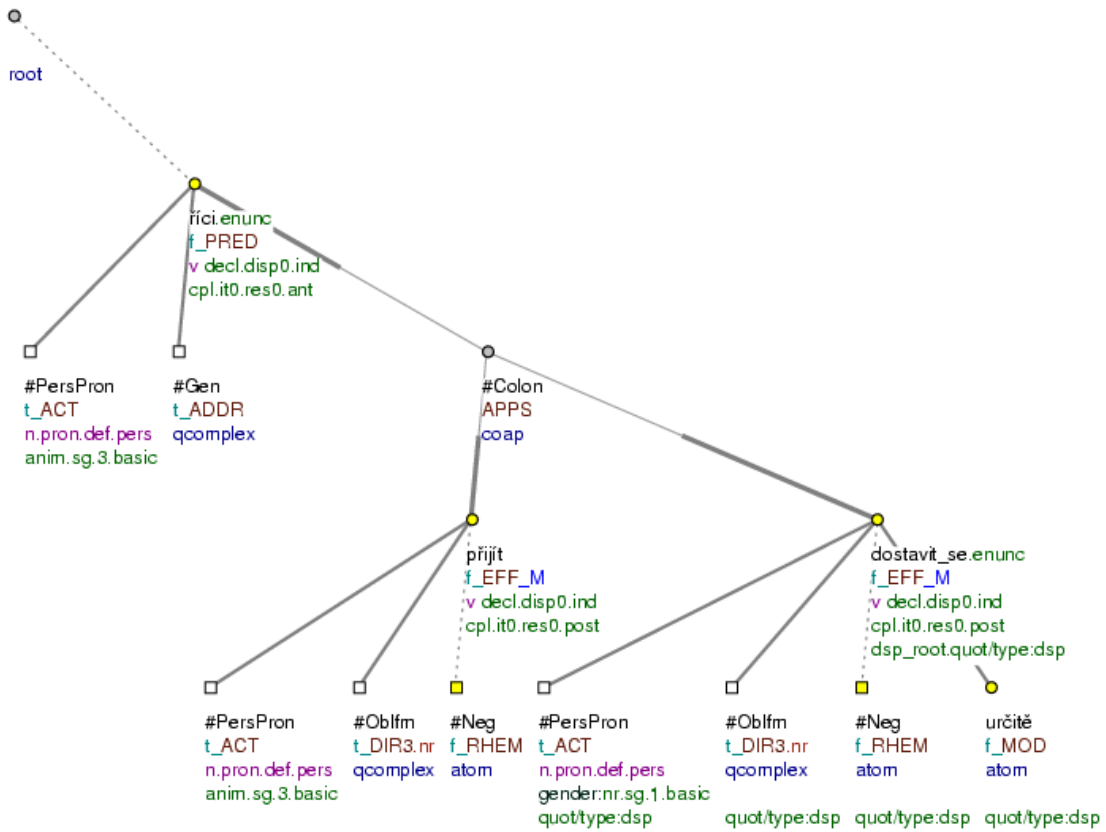 root
říci.enunc
f_PRED
v decl.disp0.ind
cpl.it0.res0.ant
#PersPron
t_ACT
n.pron.def.pers
anim.sg.3.basic
#Gen
t_ADDR
qcomplex
#Colon
APPS
coap
přijít
f_EFF_M
v decl.disp0.ind
cpl.it0.res0.post
dostavit_se.enunc
f_EFF_M
v decl.disp0.ind
cpl.it0.res0.post
dsp_root.quot/type:dsp
#PersPron
t_ACT
n.pron.def.pers
anim.sg.3.basic
#Oblfm
t_DIR3.nr
qcomplex
#Neg
f_RHEM
atom
#PersPron
t_ACT
n.pron.def.pers
gender:nr.sg.1.basic
quot/type:dsp
#Oblfm
t_DIR3.nr
qcomplex
quot/type:dsp
#Neg
f_RHEM
atom
quot/type:dsp
určitě
f_MOD
atom
quot/type:dsp